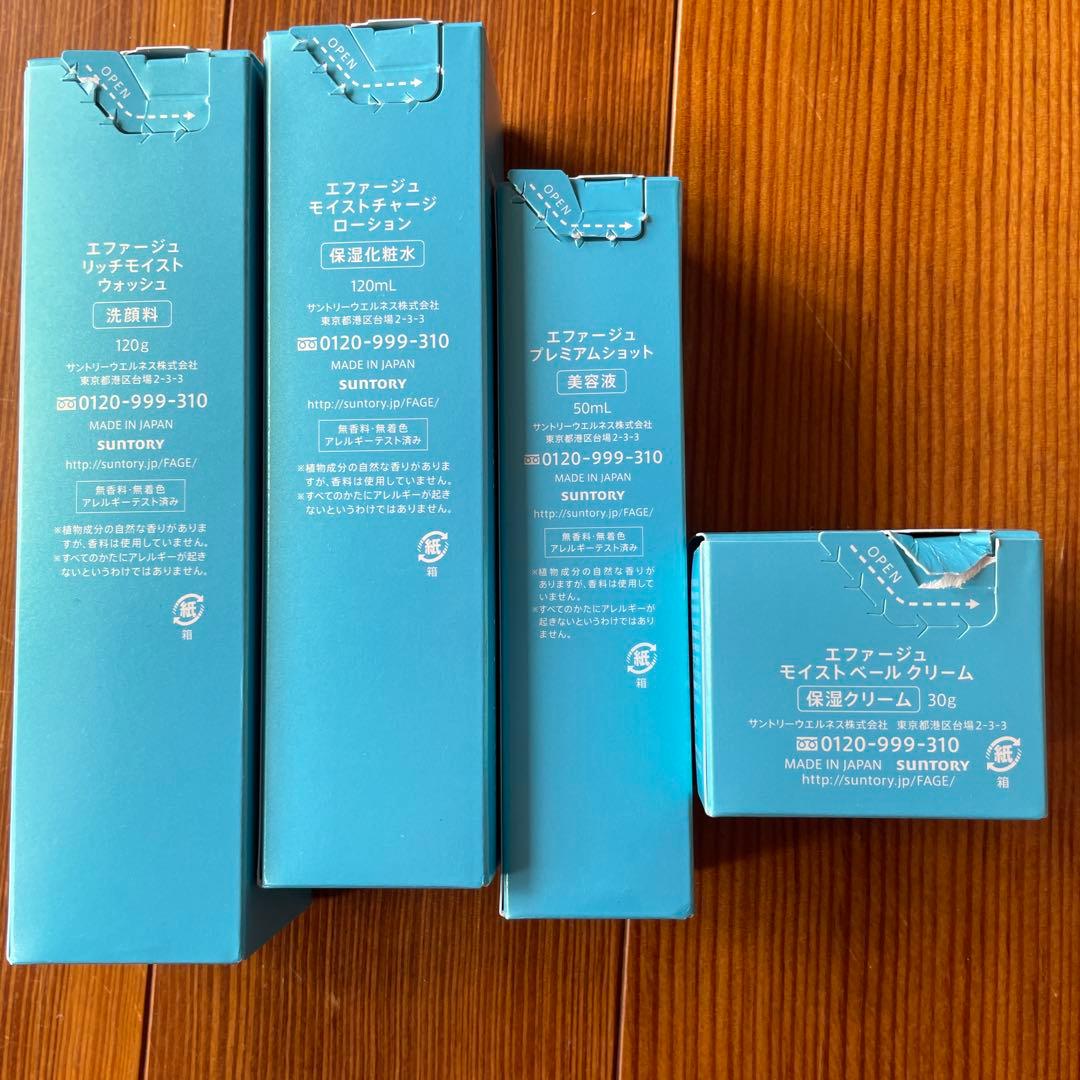 OPEN
エファージュ
リッチモイスト
ウォッシュ
洗顔料
120g
サントリーウエルネス株式会社
東京都港区台場2-3-3
0120-999-310
MADE IN JAPAN
SUNTORY
http://suntory.jp/FAGE/
無香料・無着色
アレルギーテスト済み
※植物成分の自然な香りがありま
すが、香料は使用していません。
※すべてのかたにアレルギーが起き
ないというわけではありません。
紙
箱
OPEN
エファージュ
モイストチャージ
ローション
保湿化粧水
120mL
サントリーウエルネス株式会社
東京都港区台場2-3-3
0120-999-310
MADE IN JAPAN
SUNTORY
http://suntory.jp/FAGE/
無香料・無着色
アレルギーテスト済み
※植物成分の自然な香りがありま
すが、香料は使用していません。
※すべてのかたにアレルギーが起き
ないというわけではありません。
紙
箱
OPEN
エファージュ
プレミアムショット
美容液
50mL
サントリーウエルネス株式会社
東京都港区台場2-3-3
0120-999-310
MADE IN JAPAN
SUNTORY
http://suntory.jp/FAGE/
無香料・無着色
アレルギーテスト済み
※植物成分の自然な香りが
ありますが、香料は使用して
いません。
※すべてのかたにアレルギーが
起きないというわけではあり
ません。
紙
箱
OPEN
エファージュ
モイストベール クリーム
保湿クリーム 30g
サントリーウエルネス株式会社 東京都港区台場2-3-3
0120-999-310
MADE IN JAPAN SUNTORY
http://suntory.jp/FAGE/
紙
箱